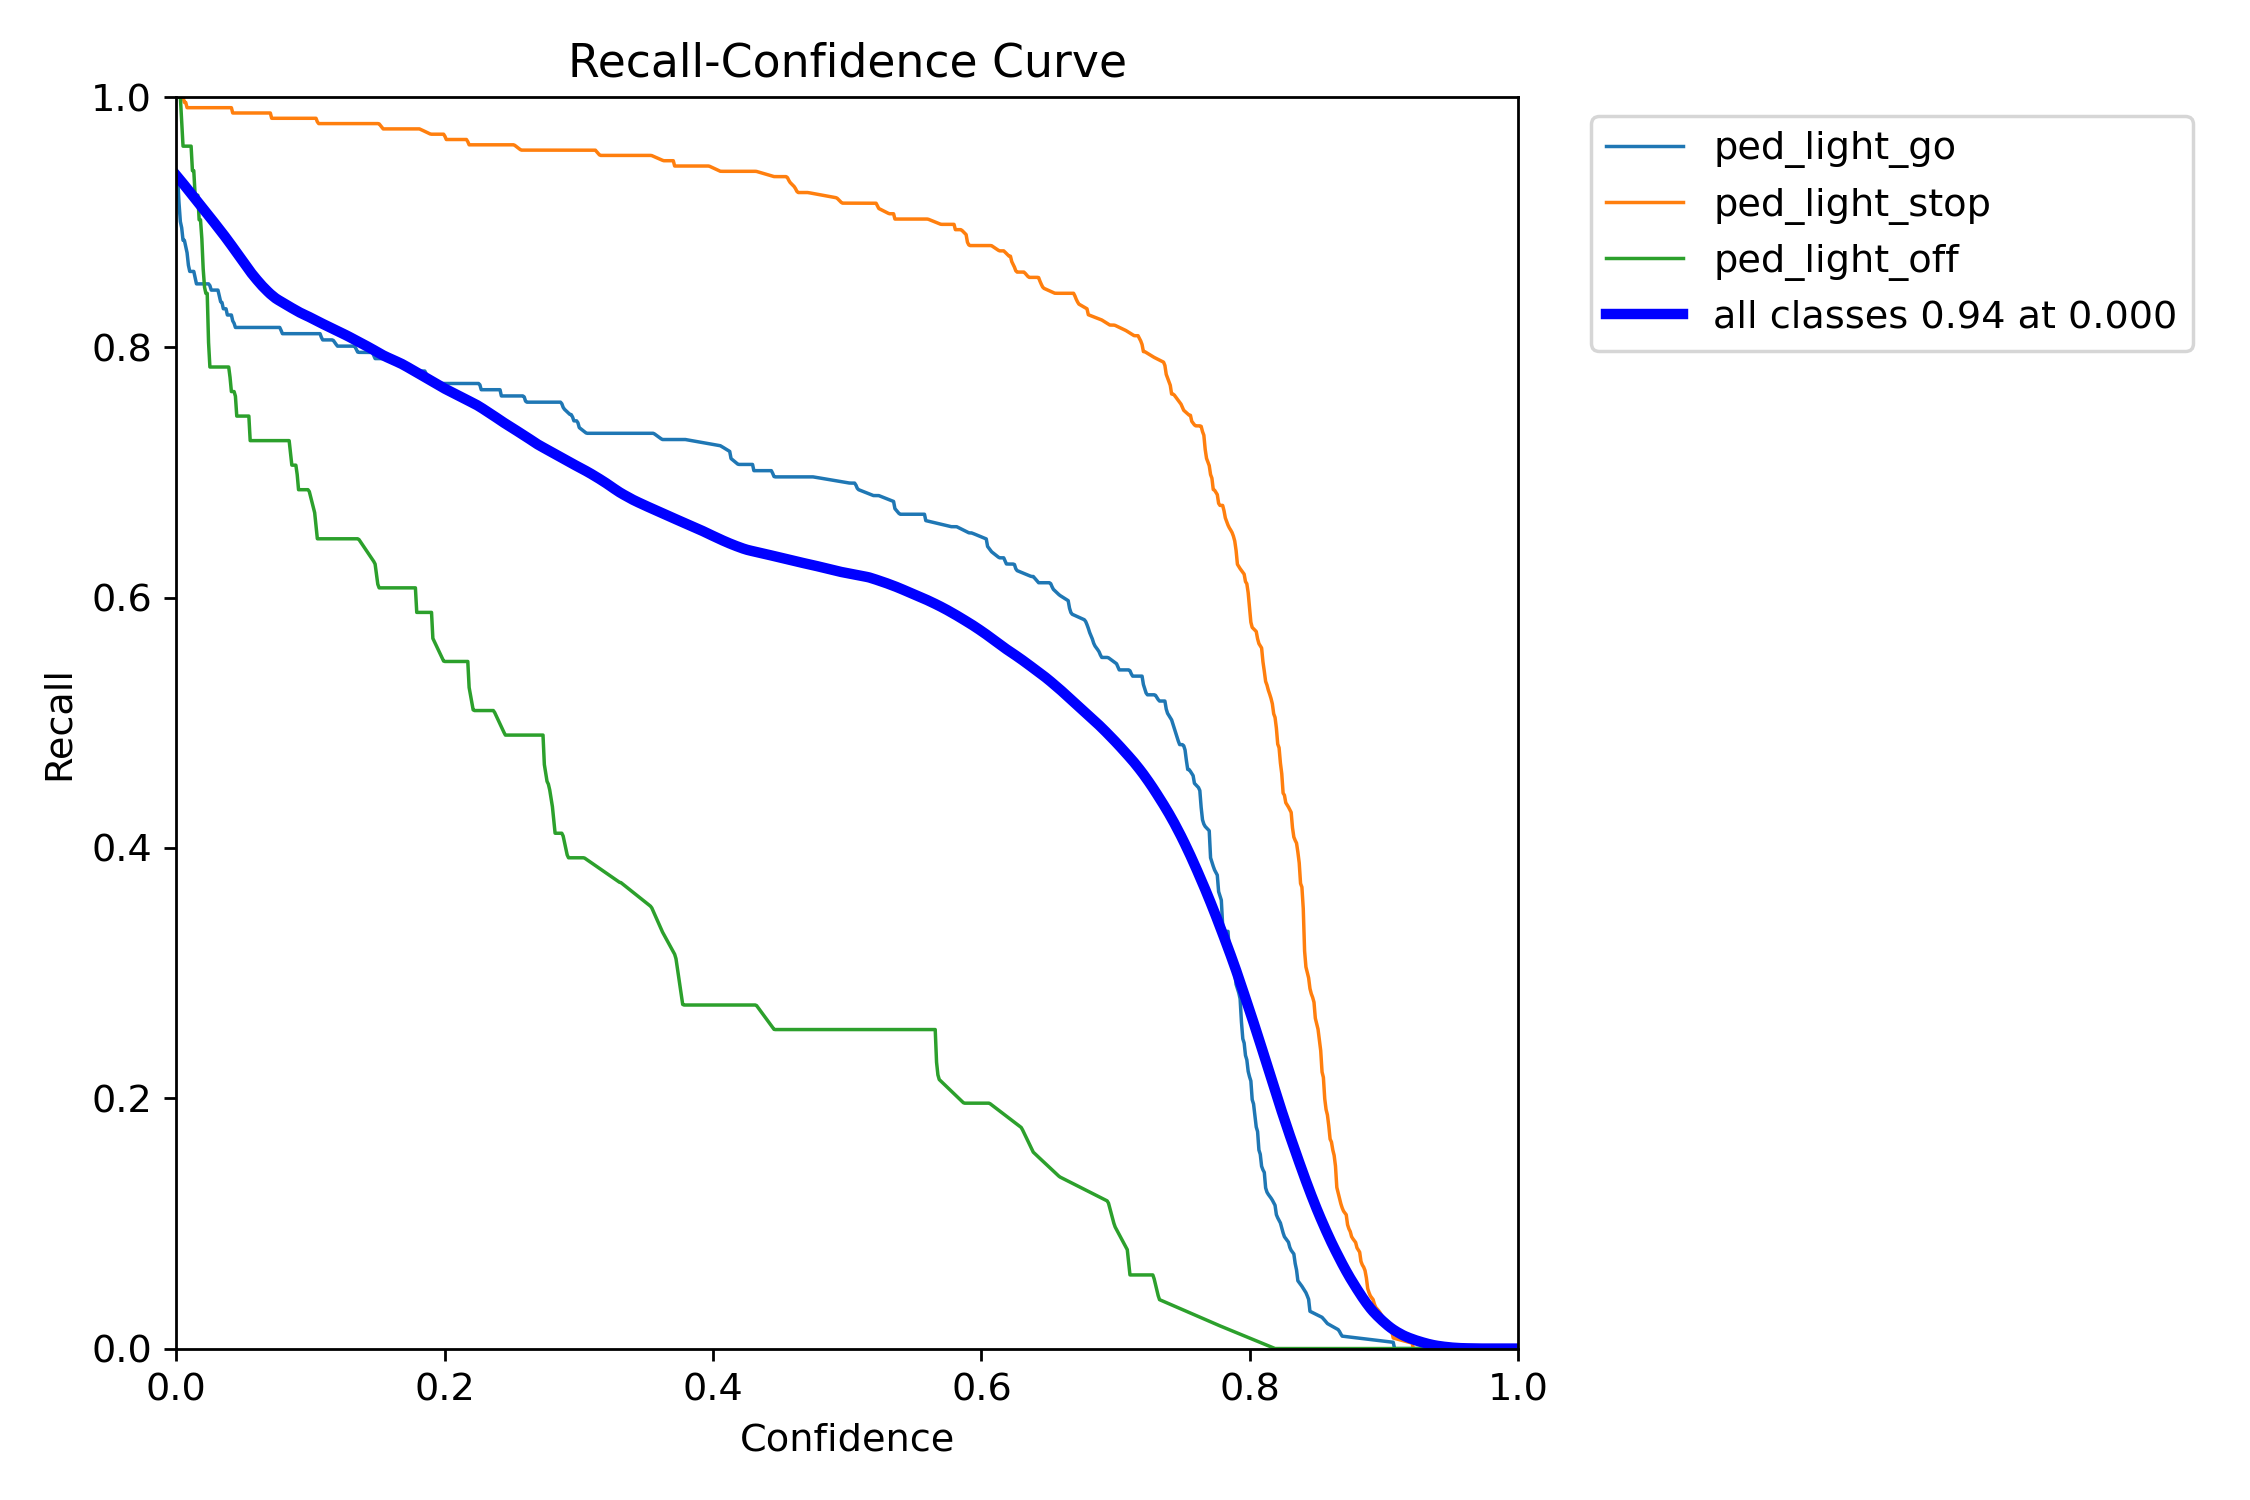 Recall-Confidence Curve
1.0
0.8
0.6
0.4
0.2
0.0
Recall
0.0 0.2 0.4 0.6 0.8 1.0
Confidence
ped_light_go
ped_light_stop
ped_light_off
all classes 0.94 at 0.000